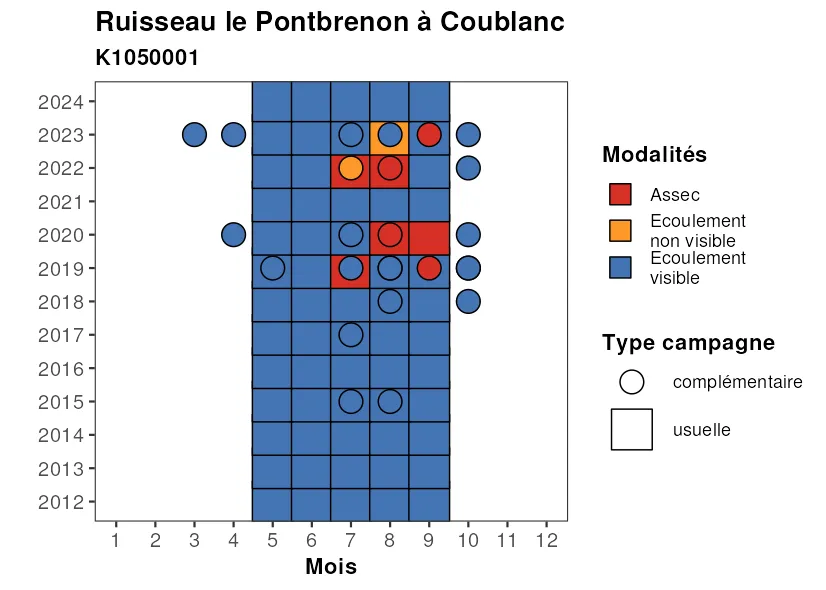 Ruisseau le Pontbrenon à Coublanc
K1050001
2024
2023
2022
2021
2020
2019
2018
2017
2016
2015
2014
2013
2012
1 2 3 4 5 6 7 8 9 10 11 12
Mois
Modalités
Assec
Ecoulement
non visible
Ecoulement
visible
Type campagne
complémentaire
usuelle